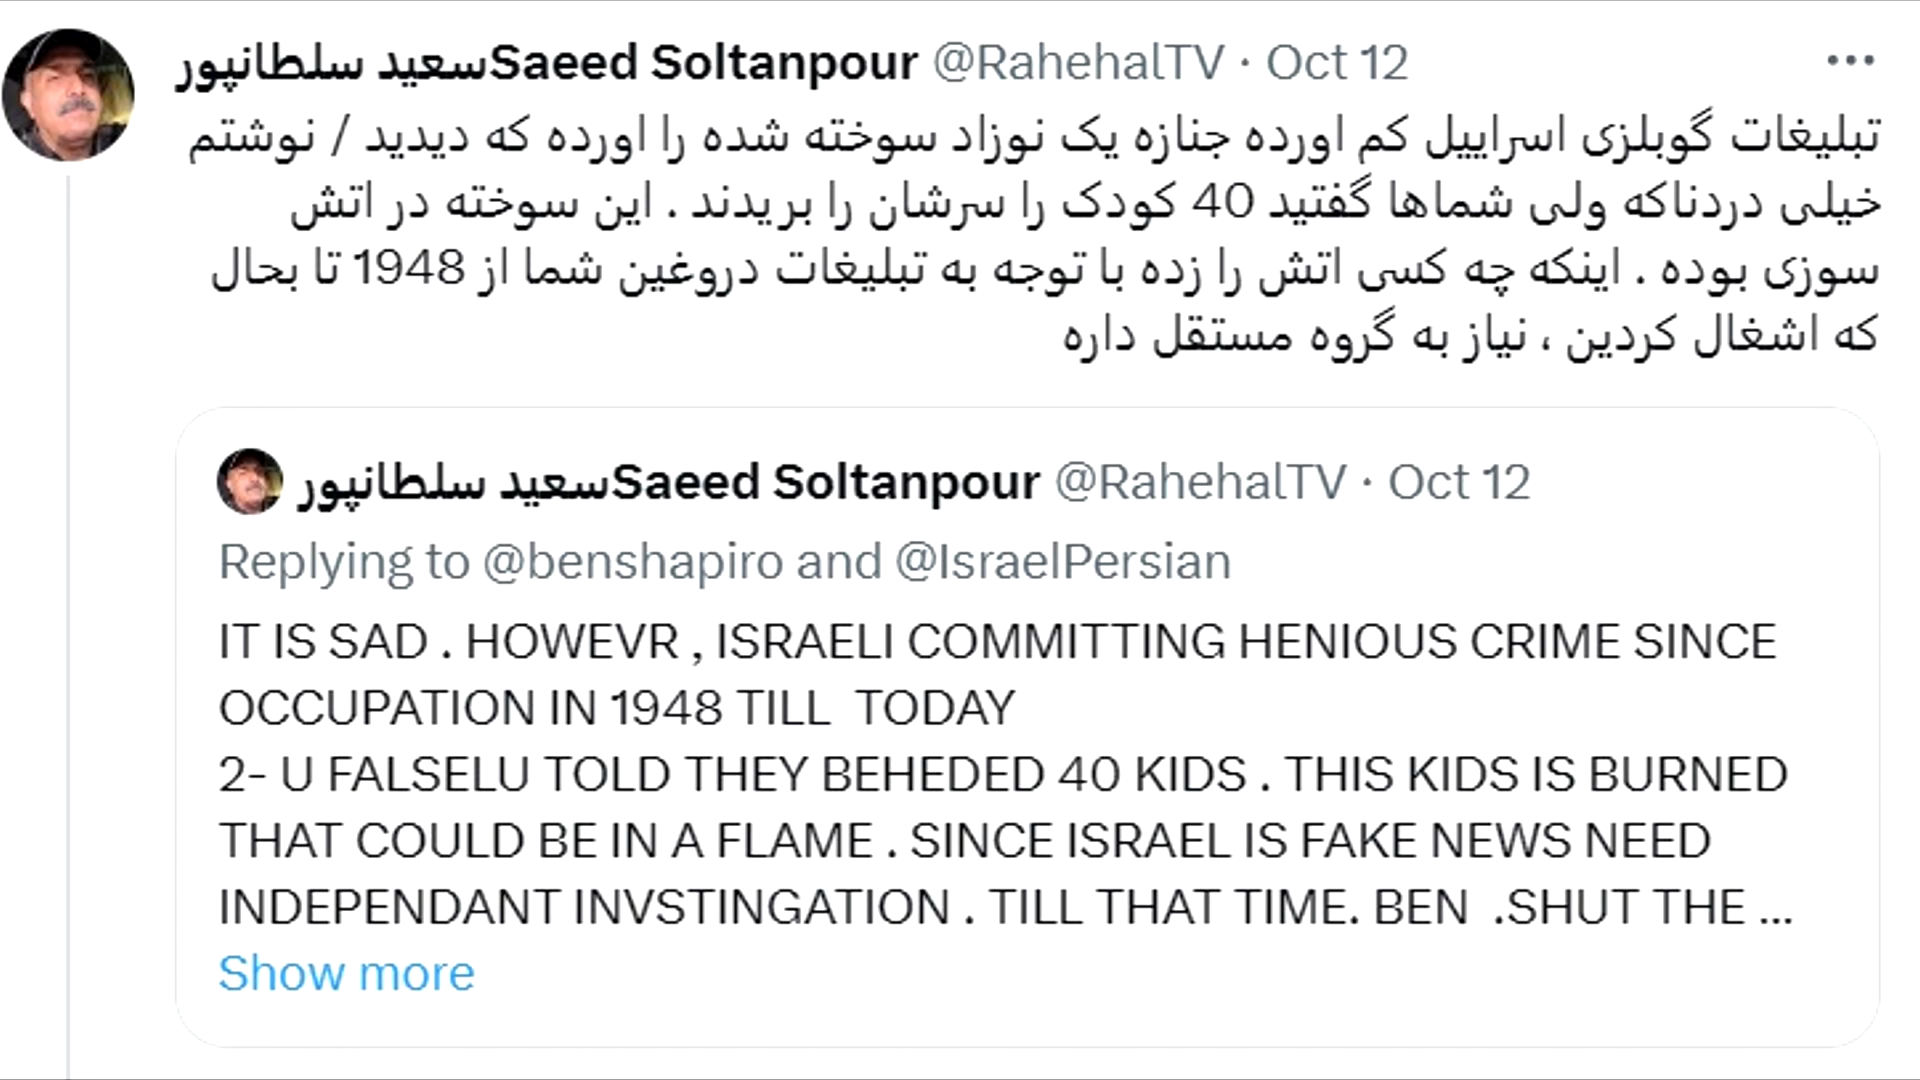 سعید سلطانپورSaeed Soltanpour @RahehalTV · Oct 12
تبلیغات گوبلزی اسراییل کم اورده جنازه یک نوزاد سوخته شده را اورده که دیدید / نوشتم
خیلی دردناکه ولی شماها گفتید 40 کودک را سرشان را بریدند . این سوخته در اتش
سوزی بوده . اینکه چه کسی اتش را زده با توجه به تبلیغات دروغین شما از 1948 تا بحال
که اشغال کردین ، نیاز به گروه مستقل داره
سعید سلطانپورSaeed Soltanpour @RahehalTV · Oct 12
Replying to @benshapiro and @IsraelPersian
IT IS SAD . HOWEVR , ISRAELI COMMITTING HENIOUS CRIME SINCE
OCCUPATION IN 1948 TILL  TODAY
2- U FALSELU TOLD THEY BEHEDED 40 KIDS . THIS KIDS IS BURNED
THAT COULD BE IN A FLAME . SINCE ISRAEL IS FAKE NEWS NEED
INDEPENDANT INVSTINGATION . TILL THAT TIME. BEN  .SHUT THE ...
Show more